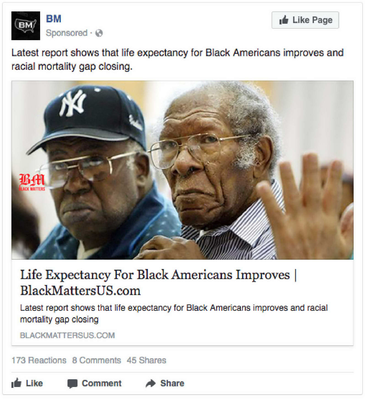 BM
BM
Like Page
Sponsored ·
Latest report shows that life expectancy for Black Americans improves and
racial mortality gap closing.
NY
BM
BLACK MATTERS
Life Expectancy For Black Americans Improves |
BlackMattersUS.com
Latest report shows that life expectancy for Black Americans improves and racial
mortality gap closing
BLACKMATTERSUS.COM
173 Reactions 8 Comments 45 Shares
Like Comment Share